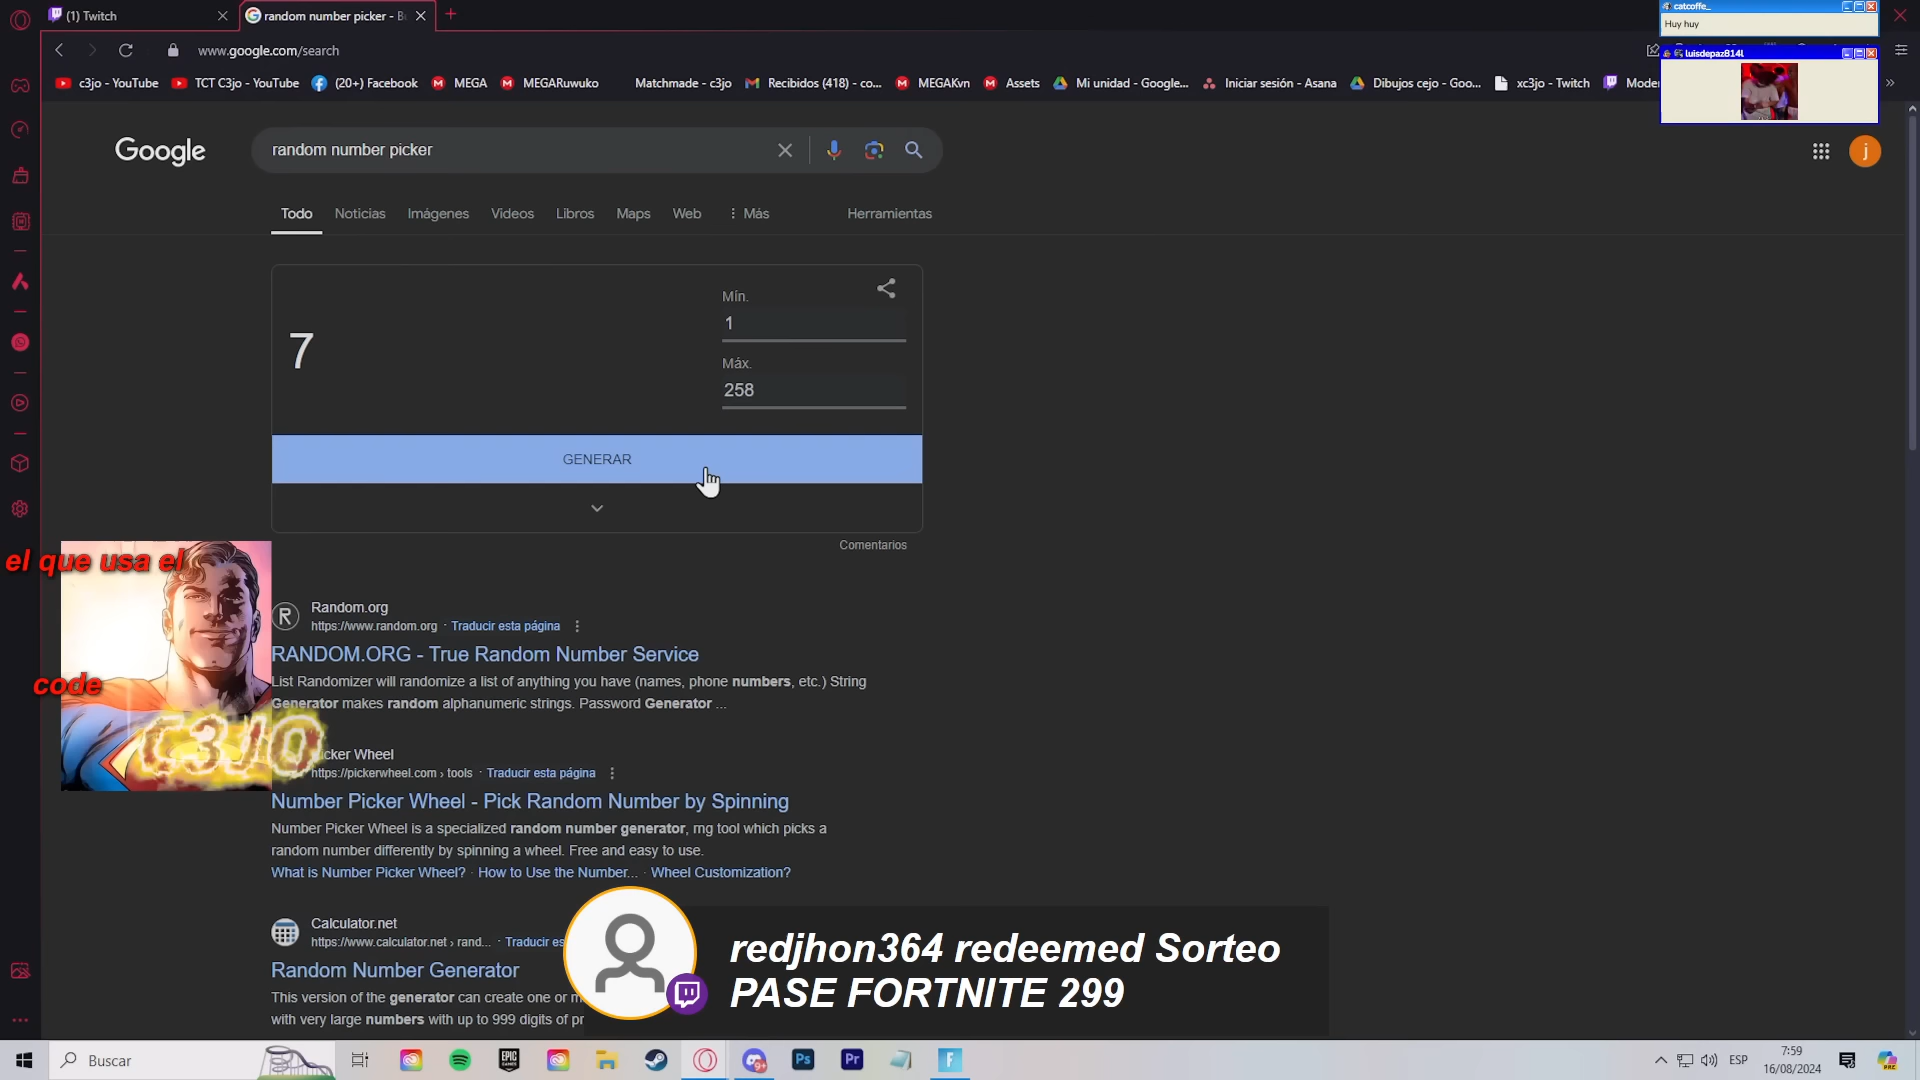 (1) Twitch
random number picker - B
catcoffe_
Huy huy
luisdepaz814l
www.google.com/search
c3jo - YouTube
TCT C3jo - YouTube
(20+) Facebook
MEGA
MEGARuwuko
Matchmade - c3jo
Recibidos (418) - co...
MEGAKvn
Assets
Mi unidad - Google...
Iniciar sesión - Asana
Dibujos cejo - Goo...
xc3jo - Twitch
Moder
Google
random number picker
j
Todo
Noticias
Imágenes
Videos
Libros
Maps
Web
Más
Herramientas
Mín.
1
7
Máx.
258
GENERAR
Comentarios
el que usa el
code
C3JO
Random.org
https://www.random.org · Traducir esta página
RANDOM.ORG - True Random Number Service
List Randomizer will randomize a list of anything you have (names, phone numbers, etc.) String
Generator makes random alphanumeric strings. Password Generator ...
cker Wheel
https://pickerwheel.com › tools · Traducir esta página
Number Picker Wheel - Pick Random Number by Spinning
Number Picker Wheel is a specialized random number generator, rng tool which picks a
random number differently by spinning a wheel. Free and easy to use.
What is Number Picker Wheel? · How to Use the Number... · Wheel Customization?
Calculator.net
https://www.calculator.net › rand... · Traducir es
Random Number Generator
This version of the generator can create one or m
with very large numbers with up to 999 digits of pr
redjhon364 redeemed Sorteo
PASE FORTNITE 299
Buscar
ESP
7:59
16/08/2024